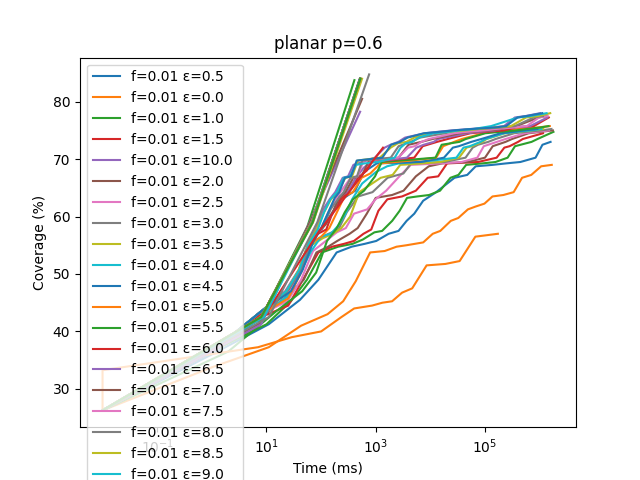 planar p=0.6
Coverage (%)
80
70
60
50
40
30
f=0.01 ε=0.5
f=0.01 ε=0.0
f=0.01 ε=1.0
f=0.01 ε=1.5
f=0.01 ε=10.0
f=0.01 ε=2.0
f=0.01 ε=2.5
f=0.01 ε=3.0
f=0.01 ε=3.5
f=0.01 ε=4.0
f=0.01 ε=4.5
f=0.01 ε=5.0
f=0.01 ε=5.5
f=0.01 ε=6.0
f=0.01 ε=6.5
f=0.01 ε=7.0
f=0.01 ε=7.5
f=0.01 ε=8.0
f=0.01 ε=8.5
f=0.01 ε=9.0
10⁻¹ 10¹ 10³ 10⁵
Time (ms)